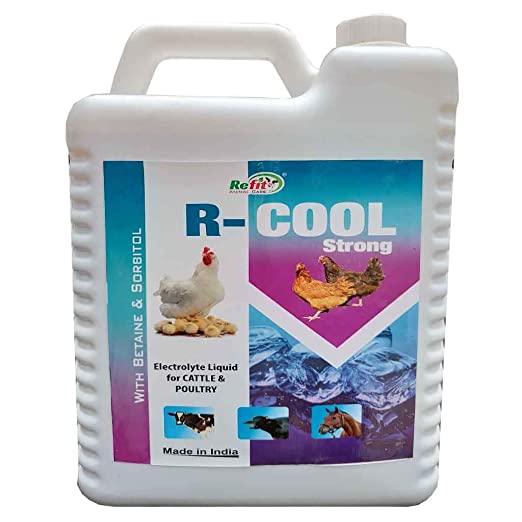 Refit
ANIMAL CARE
R-COOL
Strong
WITH BETAINE & SORBITOL
Electrolyte Liquid
for CATTLE &
POULTRY
Made in India